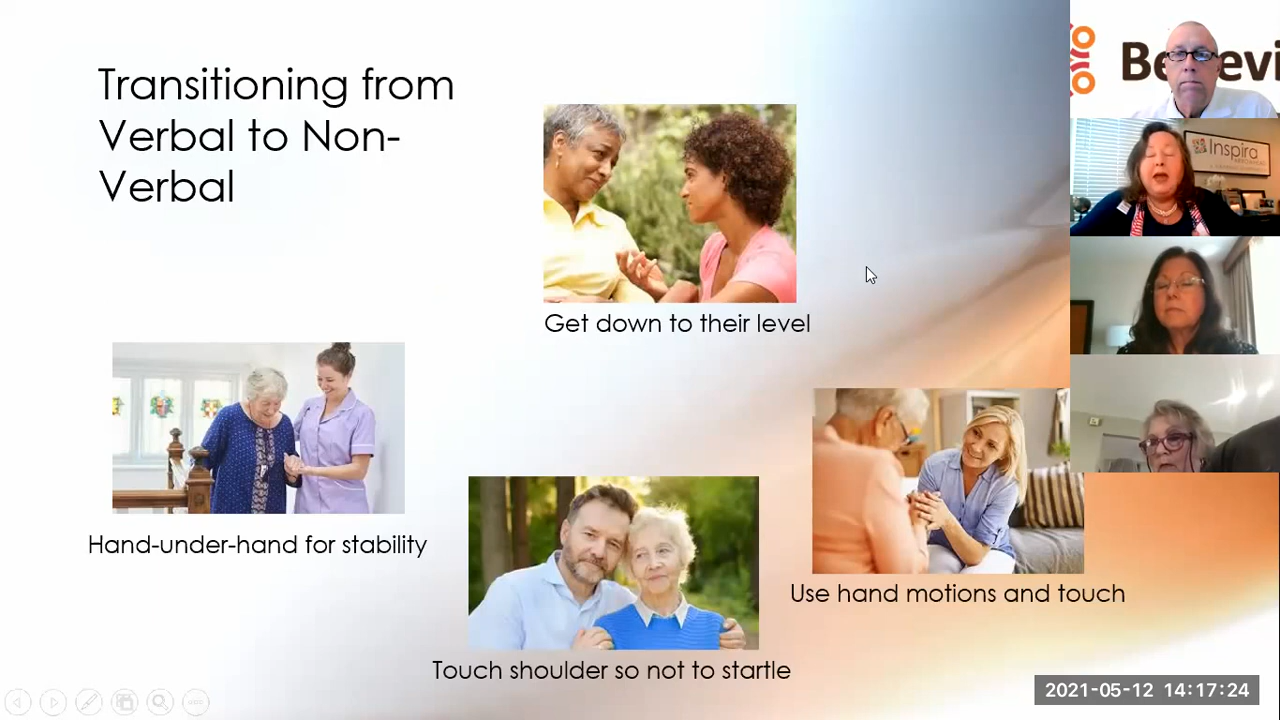 Transitioning from
Verbal to Non-
Verbal
Get down to their level
Hand-under-hand for stability
Touch shoulder so not to startle
Use hand motions and touch
Inspira
2021-05-12 14:17:24